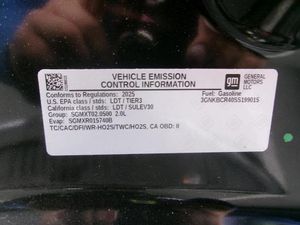 VEHICLE EMISSION
CONTROL INFORMATION
gm
GENERAL MOTORS
LLC
Conforms to Regulations: 2025
Fuel: Gasoline
U.S. EPA class / stds: LDT / TIER3
3GNKBCR40SS199015
California class / stds: LDT / SULEV30
Group: SGMXT02.0500 2.0L
Evap: SGMXR015740B
TC/CAC/DFI/WR-HO2S/TWC/HO2S, CA OBD: II